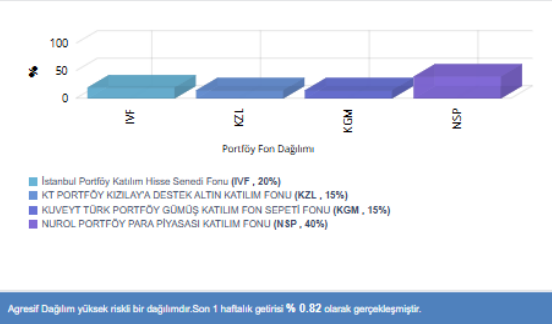 100
50
0
%
IVF
KZL
KGM
NSP
Portföy Fon Dağılımı
İstanbul Portföy Katılım Hisse Senedi Fonu (IVF , 20%)
KT PORTFÖY KIZILAY'A DESTEK ALTIN KATILIM FONU (KZL , 15%)
KUVEYT TÜRK PORTFÖY GÜMÜŞ KATILIM FON SEPETİ FONU (KGM , 15%)
NUROL PORTFÖY PARA PİYASASI KATILIM FONU (NSP , 40%)
Agresif Dağılım yüksek riskli bir dağılımdır.Son 1 haftalık getirisi % 0.82 olarak gerçekleşmiştir.